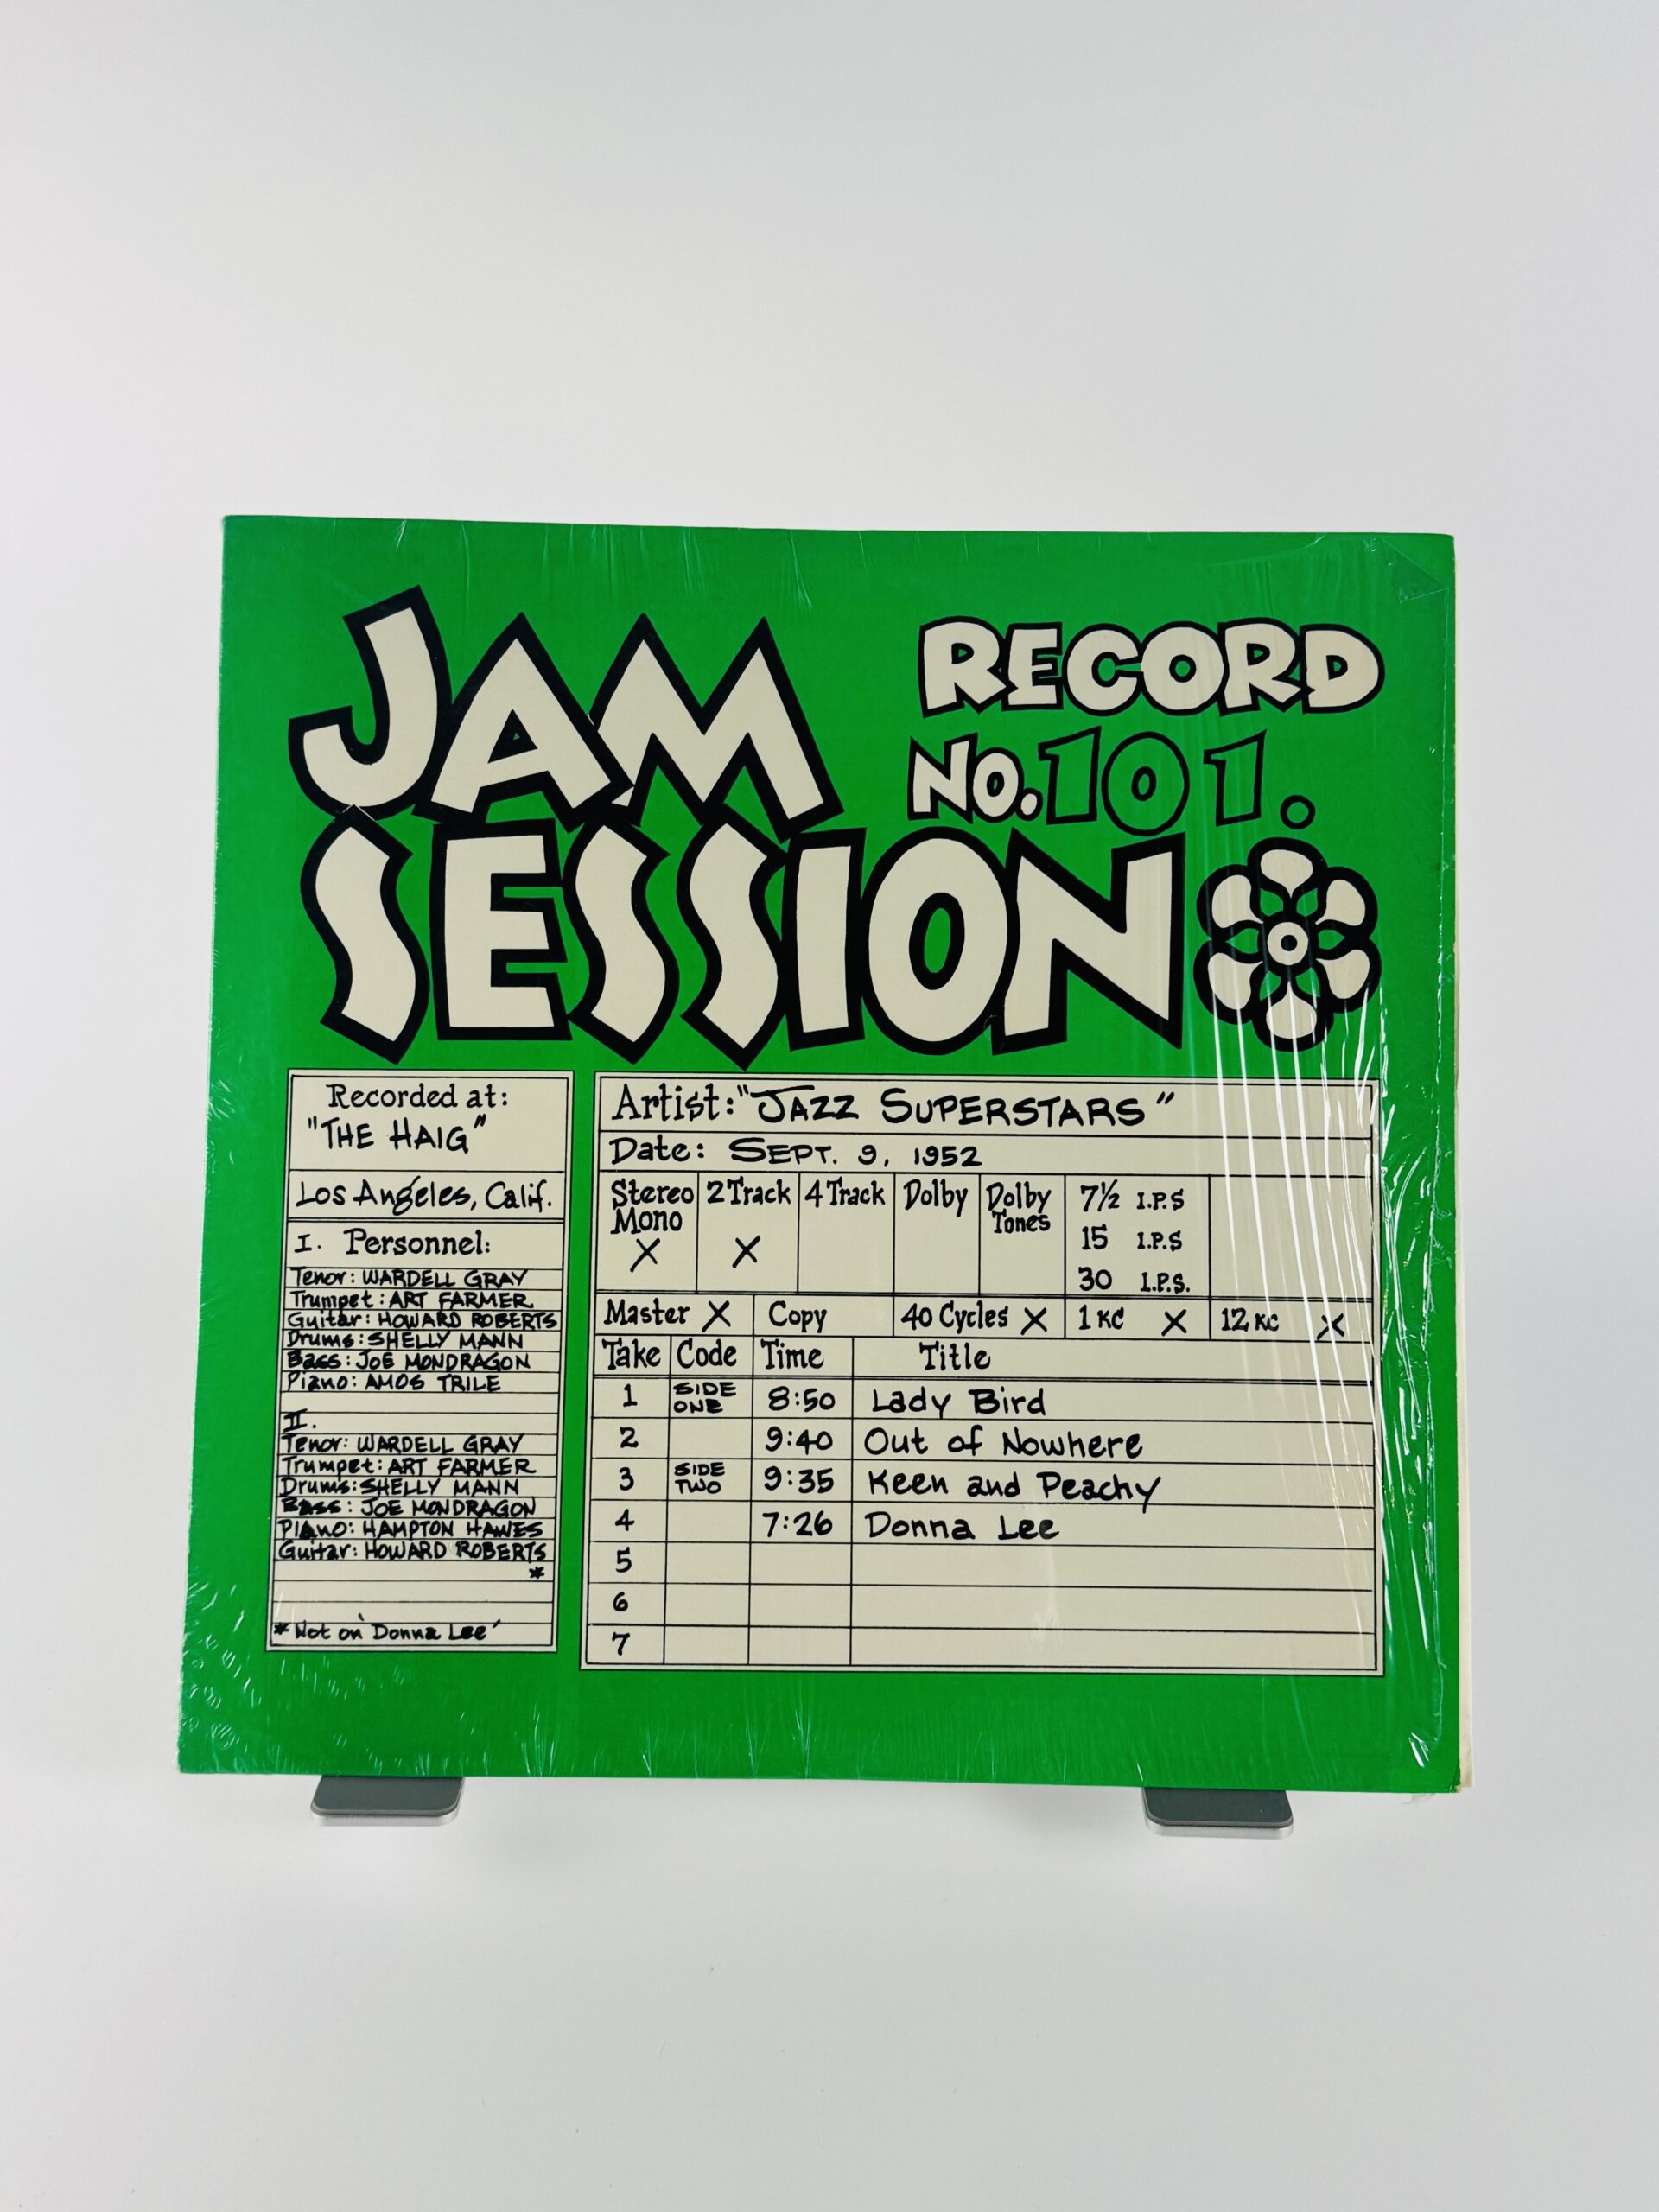 JAM
SESSION
RECORD
No. 101.
Recorded at:
"THE HAIG"
Los Angeles, Calif.
I. Personnel:
Tenor: WARDELL GRAY
Trumpet: ART FARMER
Guitar: HOWARD ROBERTS
Drums: SHELLY MANN
Bass: JOE MONDRAGON
Piano: AMOS TRILE
II.
Tenor: WARDELL GRAY
Trumpet: ART FARMER
Drums: SHELLY MANN
Bass: JOE MONDRAGON
Piano: HAMPTON HAWES
Guitar: HOWARD ROBERTS
*
* Not on 'Donna Lee'
Artist: "JAZZ SUPERSTARS"
Date: SEPT. 9, 1952
Stereo 2 Track 4 Track Dolby Dolby 7½ I.P.S
Mono Tones
X X 15 I.P.S
30 I.P.S.
Master X Copy 40 Cycles X 1 KC X 12 KC X
Take Code Time Title
1 SIDE ONE 8:50 Lady Bird
2 9:40 Out of Nowhere
3 SIDE TWO 9:35 Keen and Peachy
4 7:26 Donna Lee
5
6
7